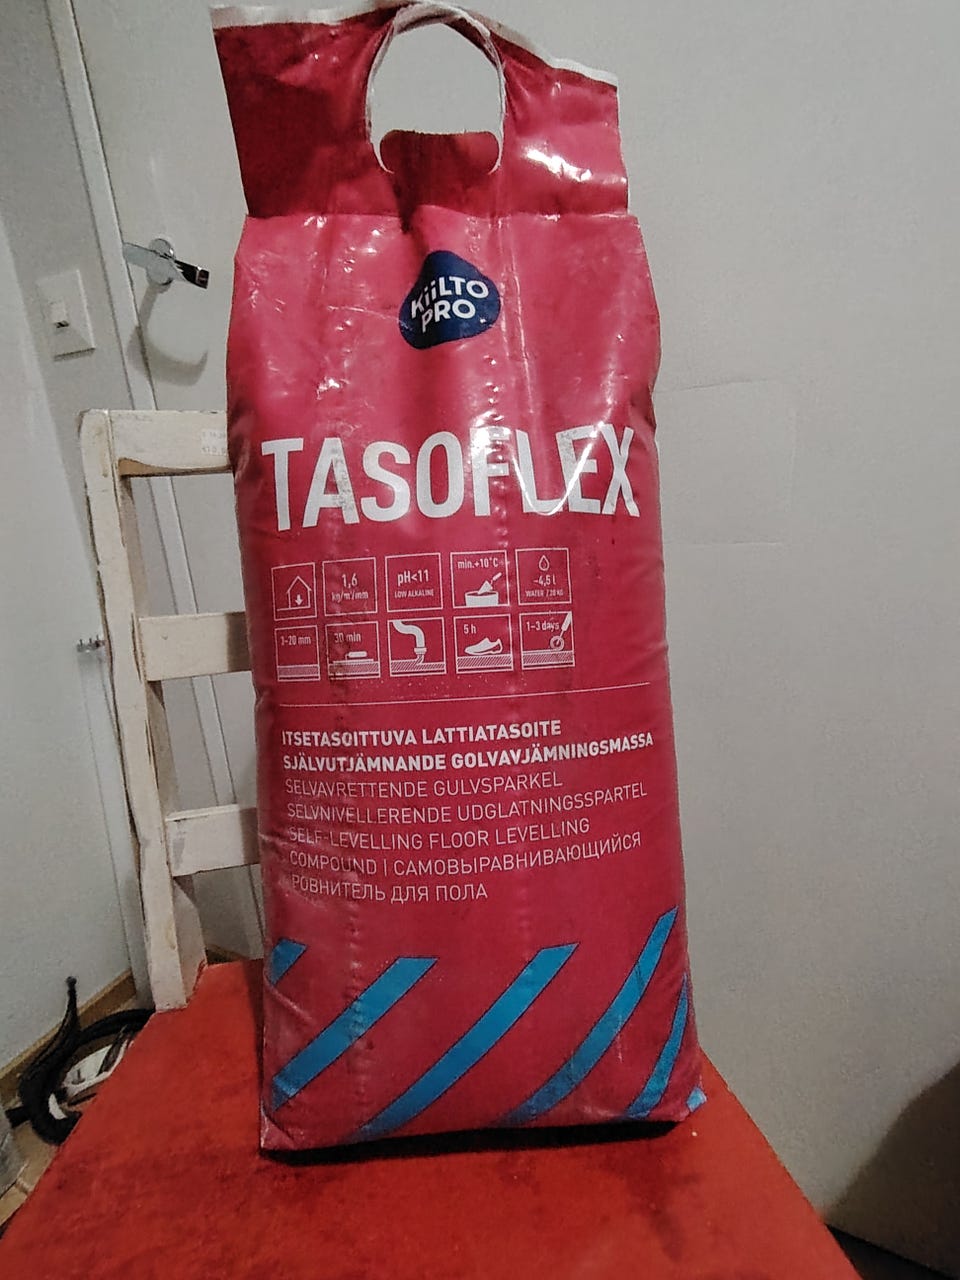 KiiLTO
PRO
TASOFLEX
1,6
kg/m²/mm
pH<11
LOW ALKALINE
min.+10°C
~4,5 l
WATER / 20 KG
3-20 mm
30 min
5 h
1-3 days
ITSETASOITTUVA LATTIATASOITE
SJÄLVUTJÄMNANDE GOLVAVJÄMNINGSMASSA
SELVAVRETTENDE GULVSPARKEL
SELVNIVELLERENDE UDGLATNINGSSPARTEL
SELF-LEVELLING FLOOR LEVELLING
COMPOUND | САМОВЫРАВНИВАЮЩИЙСЯ
РОВНИТЕЛЬ ДЛЯ ПОЛА